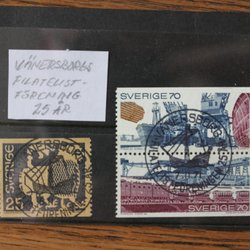 VÄNERSBORGS
FILATELIST-
FÖRENING
25 ÅR
SVERIGE 70
SVERIGE
25
VÄNERSBORG
SVERIGE 70